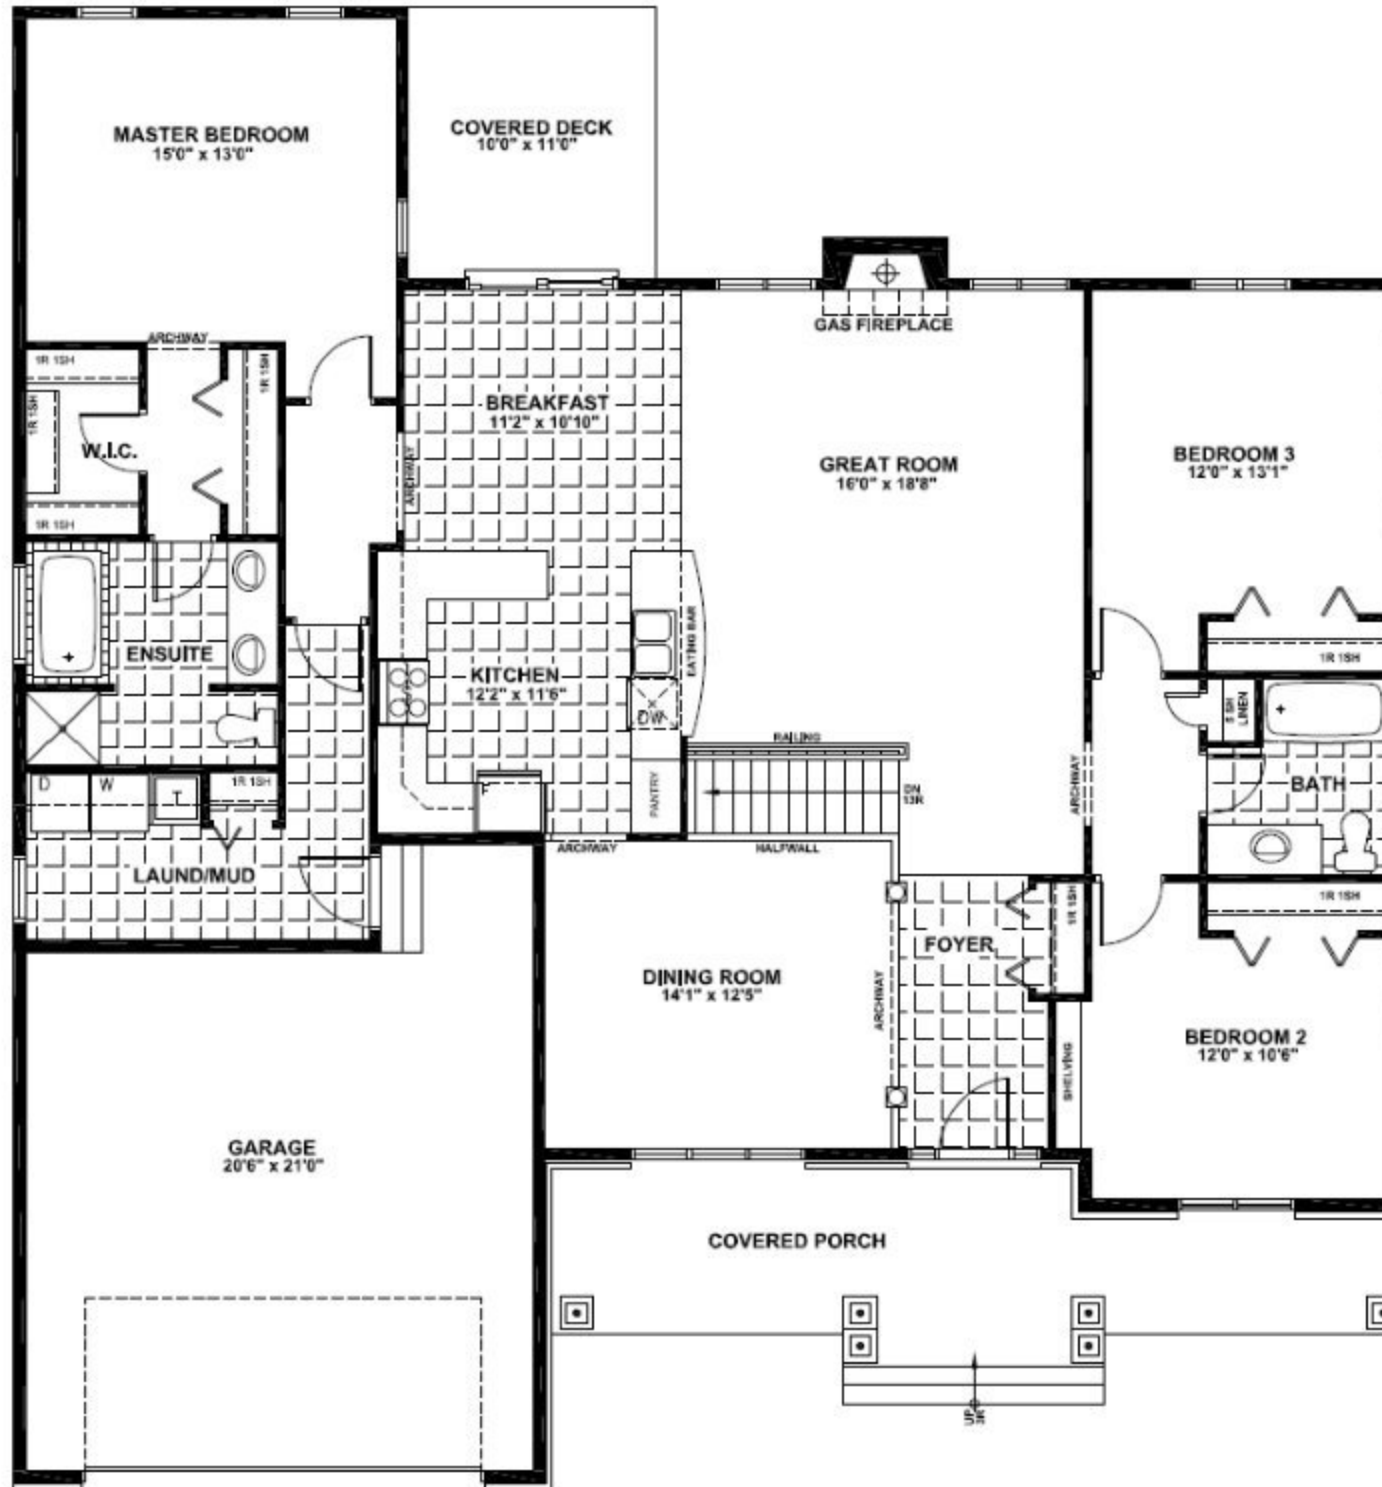 MASTER BEDROOM
15'0" x 13'0"
COVERED DECK
10'0" x 11'0"
GAS FIREPLACE
ARCHWAY
1R 1SH
1R 1SH
1R 1SH
W.I.C.
1R 1SH
BREAKFAST
11'2" x 10'10"
ARCHWAY
GREAT ROOM
16'0" x 18'8"
BEDROOM 3
12'0" x 13'1"
1R 1SH
ENSUITE
KITCHEN
12'2" x 11'6"
EATING BAR
DW
PANTRY
RAILING
DN
13R
LINEN
ARCHWAY
BATH
D
W
T
1R 1SH
F
LAUND/MUD
ARCHWAY
HALFWALL
1R 1SH
1R 1SH
FOYER
DINING ROOM
14'1" x 12'5"
ARCHWAY
BEDROOM 2
12'0" x 10'6"
SHELVING
GARAGE
20'6" x 21'0"
COVERED PORCH
UP
3R